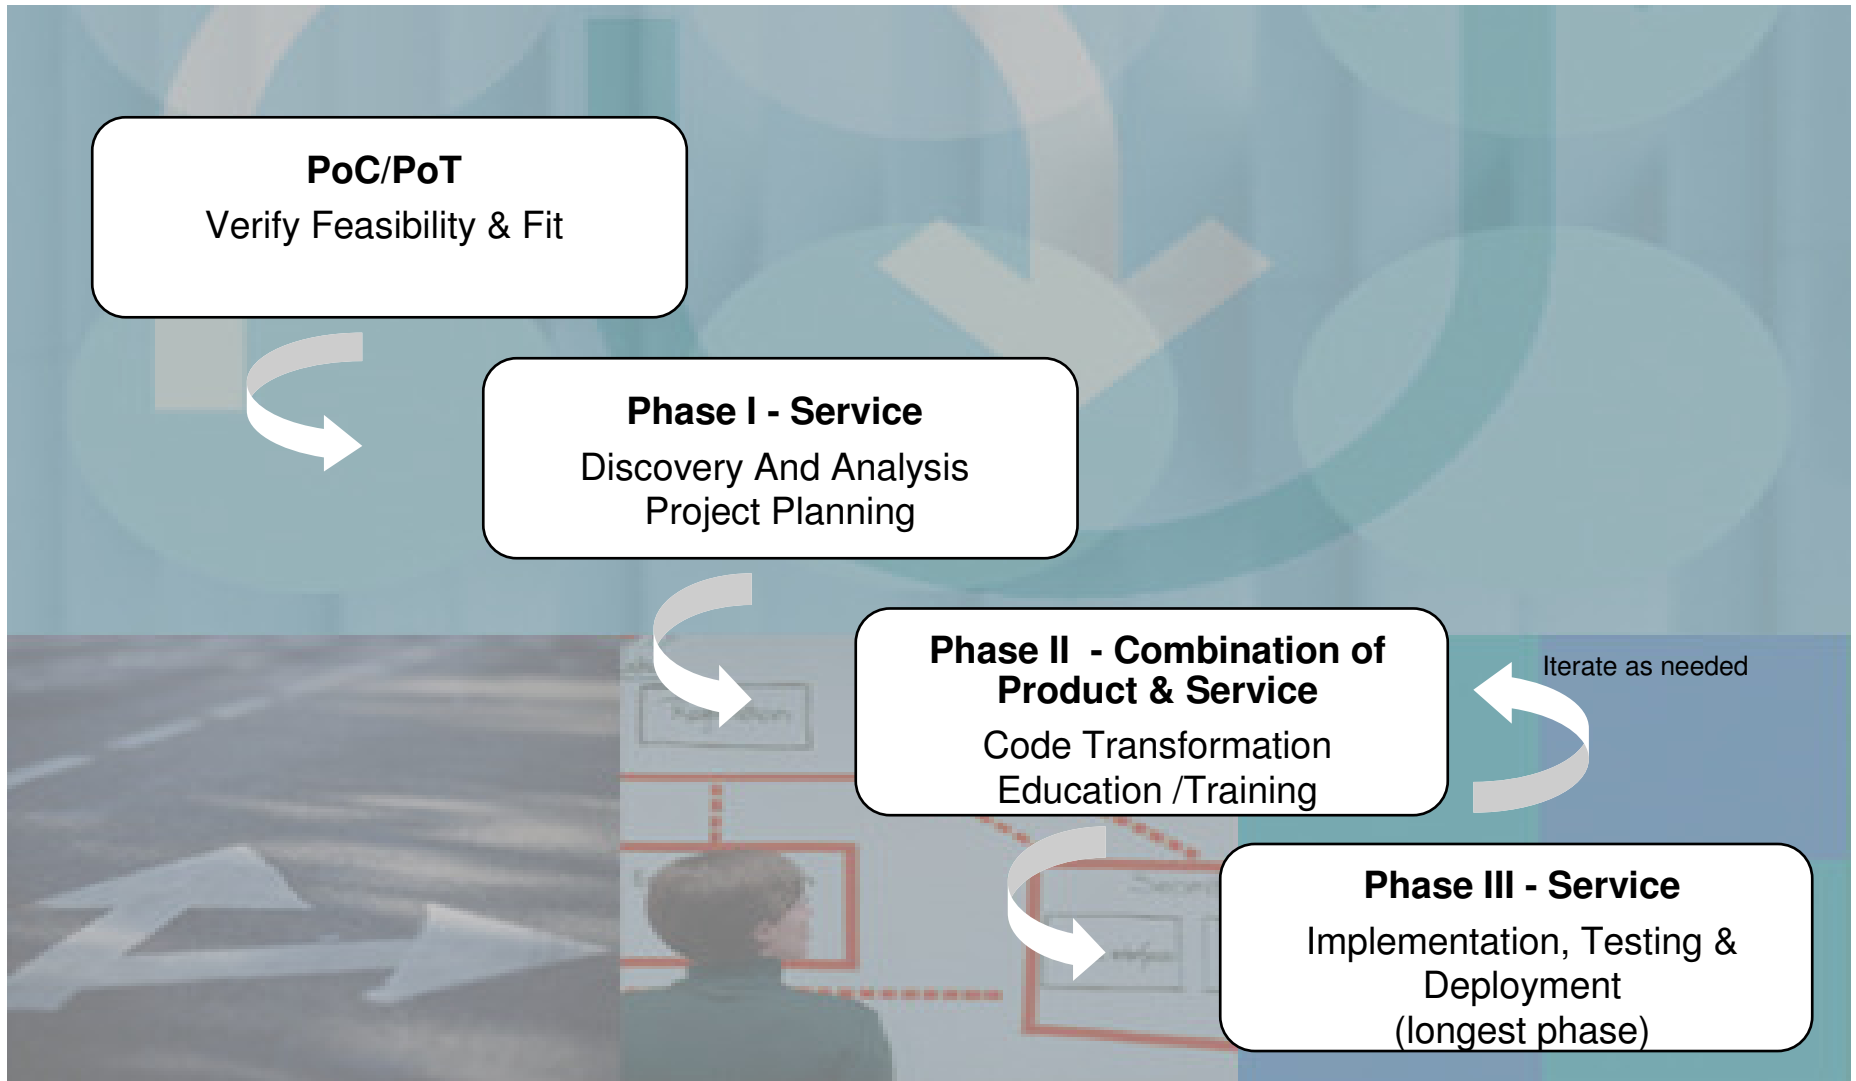 PoC/PoT
Verify Feasibility & Fit
Phase I - Service
Discovery And Analysis
Project Planning
Phase II  - Combination of
Product & Service
Code Transformation
Education /Training
Iterate as needed
Phase III - Service
Implementation, Testing &
Deployment
(longest phase)